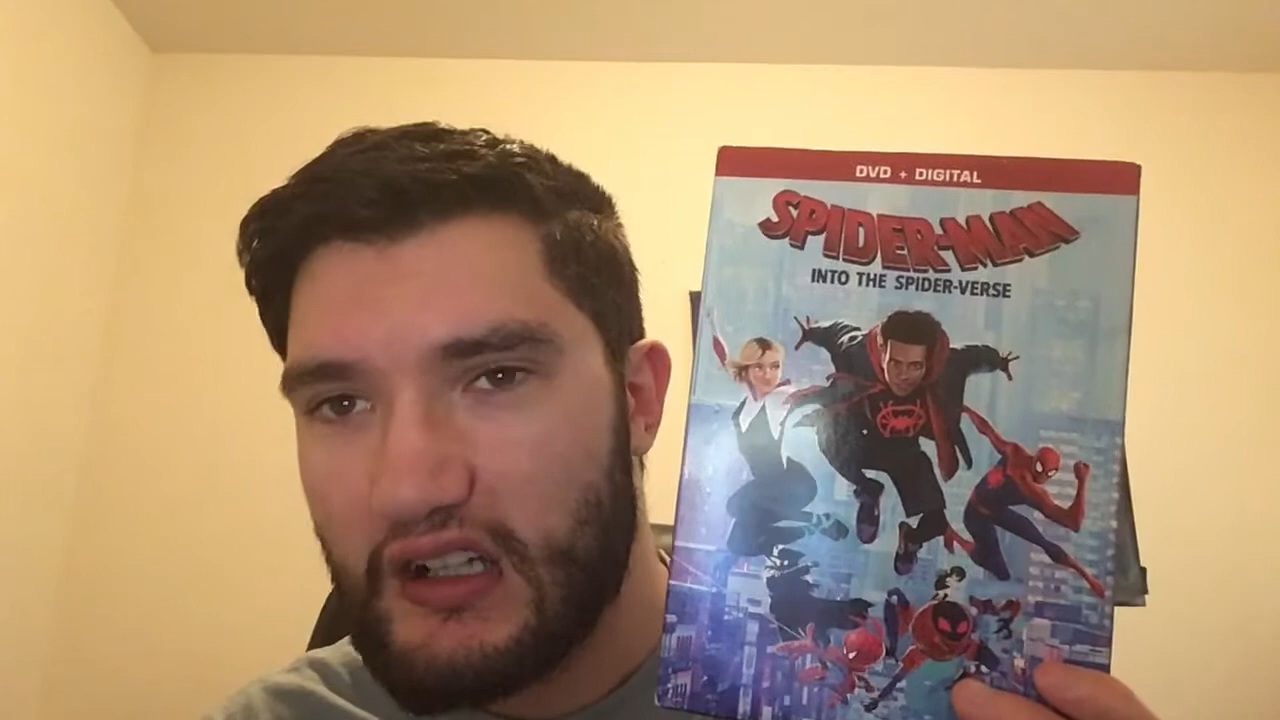 DVD + DIGITAL
SPIDER-MAN
INTO THE SPIDER-VERSE